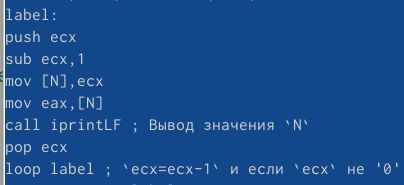 label:
push ecx
sub ecx,1
mov [N],ecx
mov eax,[N]
call iprintLF ; Вывод значения `N`
pop ecx
loop label ; `ecx=ecx-1` и если `ecx` не '0'